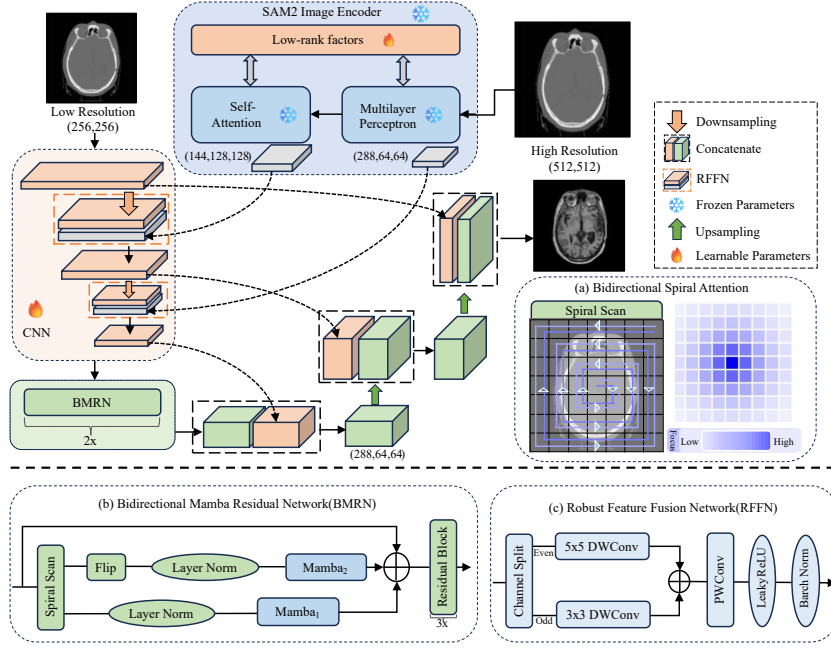 SAM2 Image Encoder
Low-rank factors
Self-
Attention
Multilayer
Perceptron
(144,128,128)
(288,64,64)
Low Resolution
(256,256)
High Resolution
(512,512)
CNN
BMRN
2x
(288,64,64)
Downsampling
Concatenate
RFFN
Frozen Parameters
Upsampling
Learnable Parameters
(a) Bidirectional Spiral Attention
Spiral Scan
Focus
Low
High
(b) Bidirectional Mamba Residual Network(BMRN)
Spiral Scan
Flip
Layer Norm
Mamba2
Layer Norm
Mamba1
Residual Block
3x
(c) Robust Feature Fusion Network(RFFN)
Channel Split
Even
5x5 DWConv
Odd
3x3 DWConv
PWConv
LeakyReLU
Barch Norm